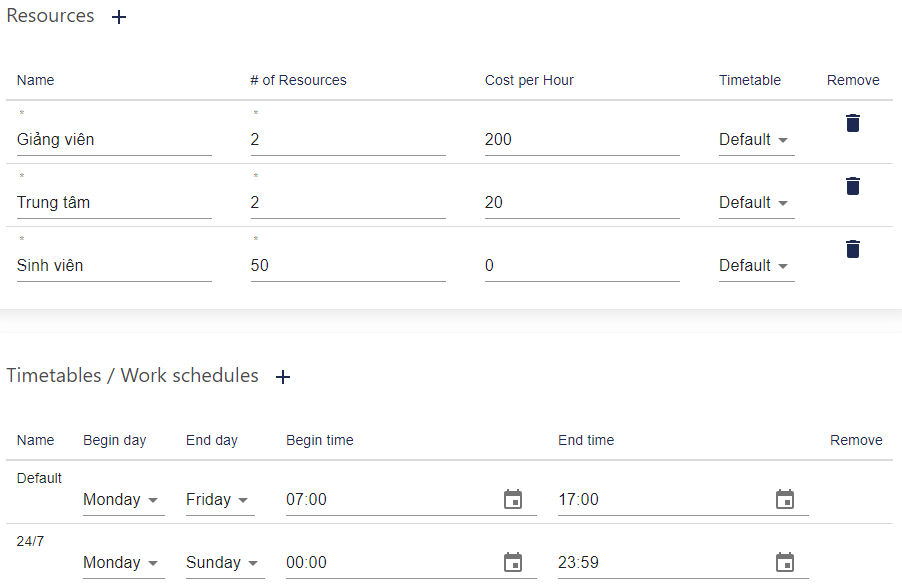 Resources +
Name # of Resources Cost per Hour Timetable Remove
* *
Giảng viên 2 200 Default
* *
Trung tâm 2 20 Default
* *
Sinh viên 50 0 Default
Timetables / Work schedules +
Name Begin day End day Begin time End time Remove
Default
Monday Friday 07:00 17:00
24/7
Monday Sunday 00:00 23:59